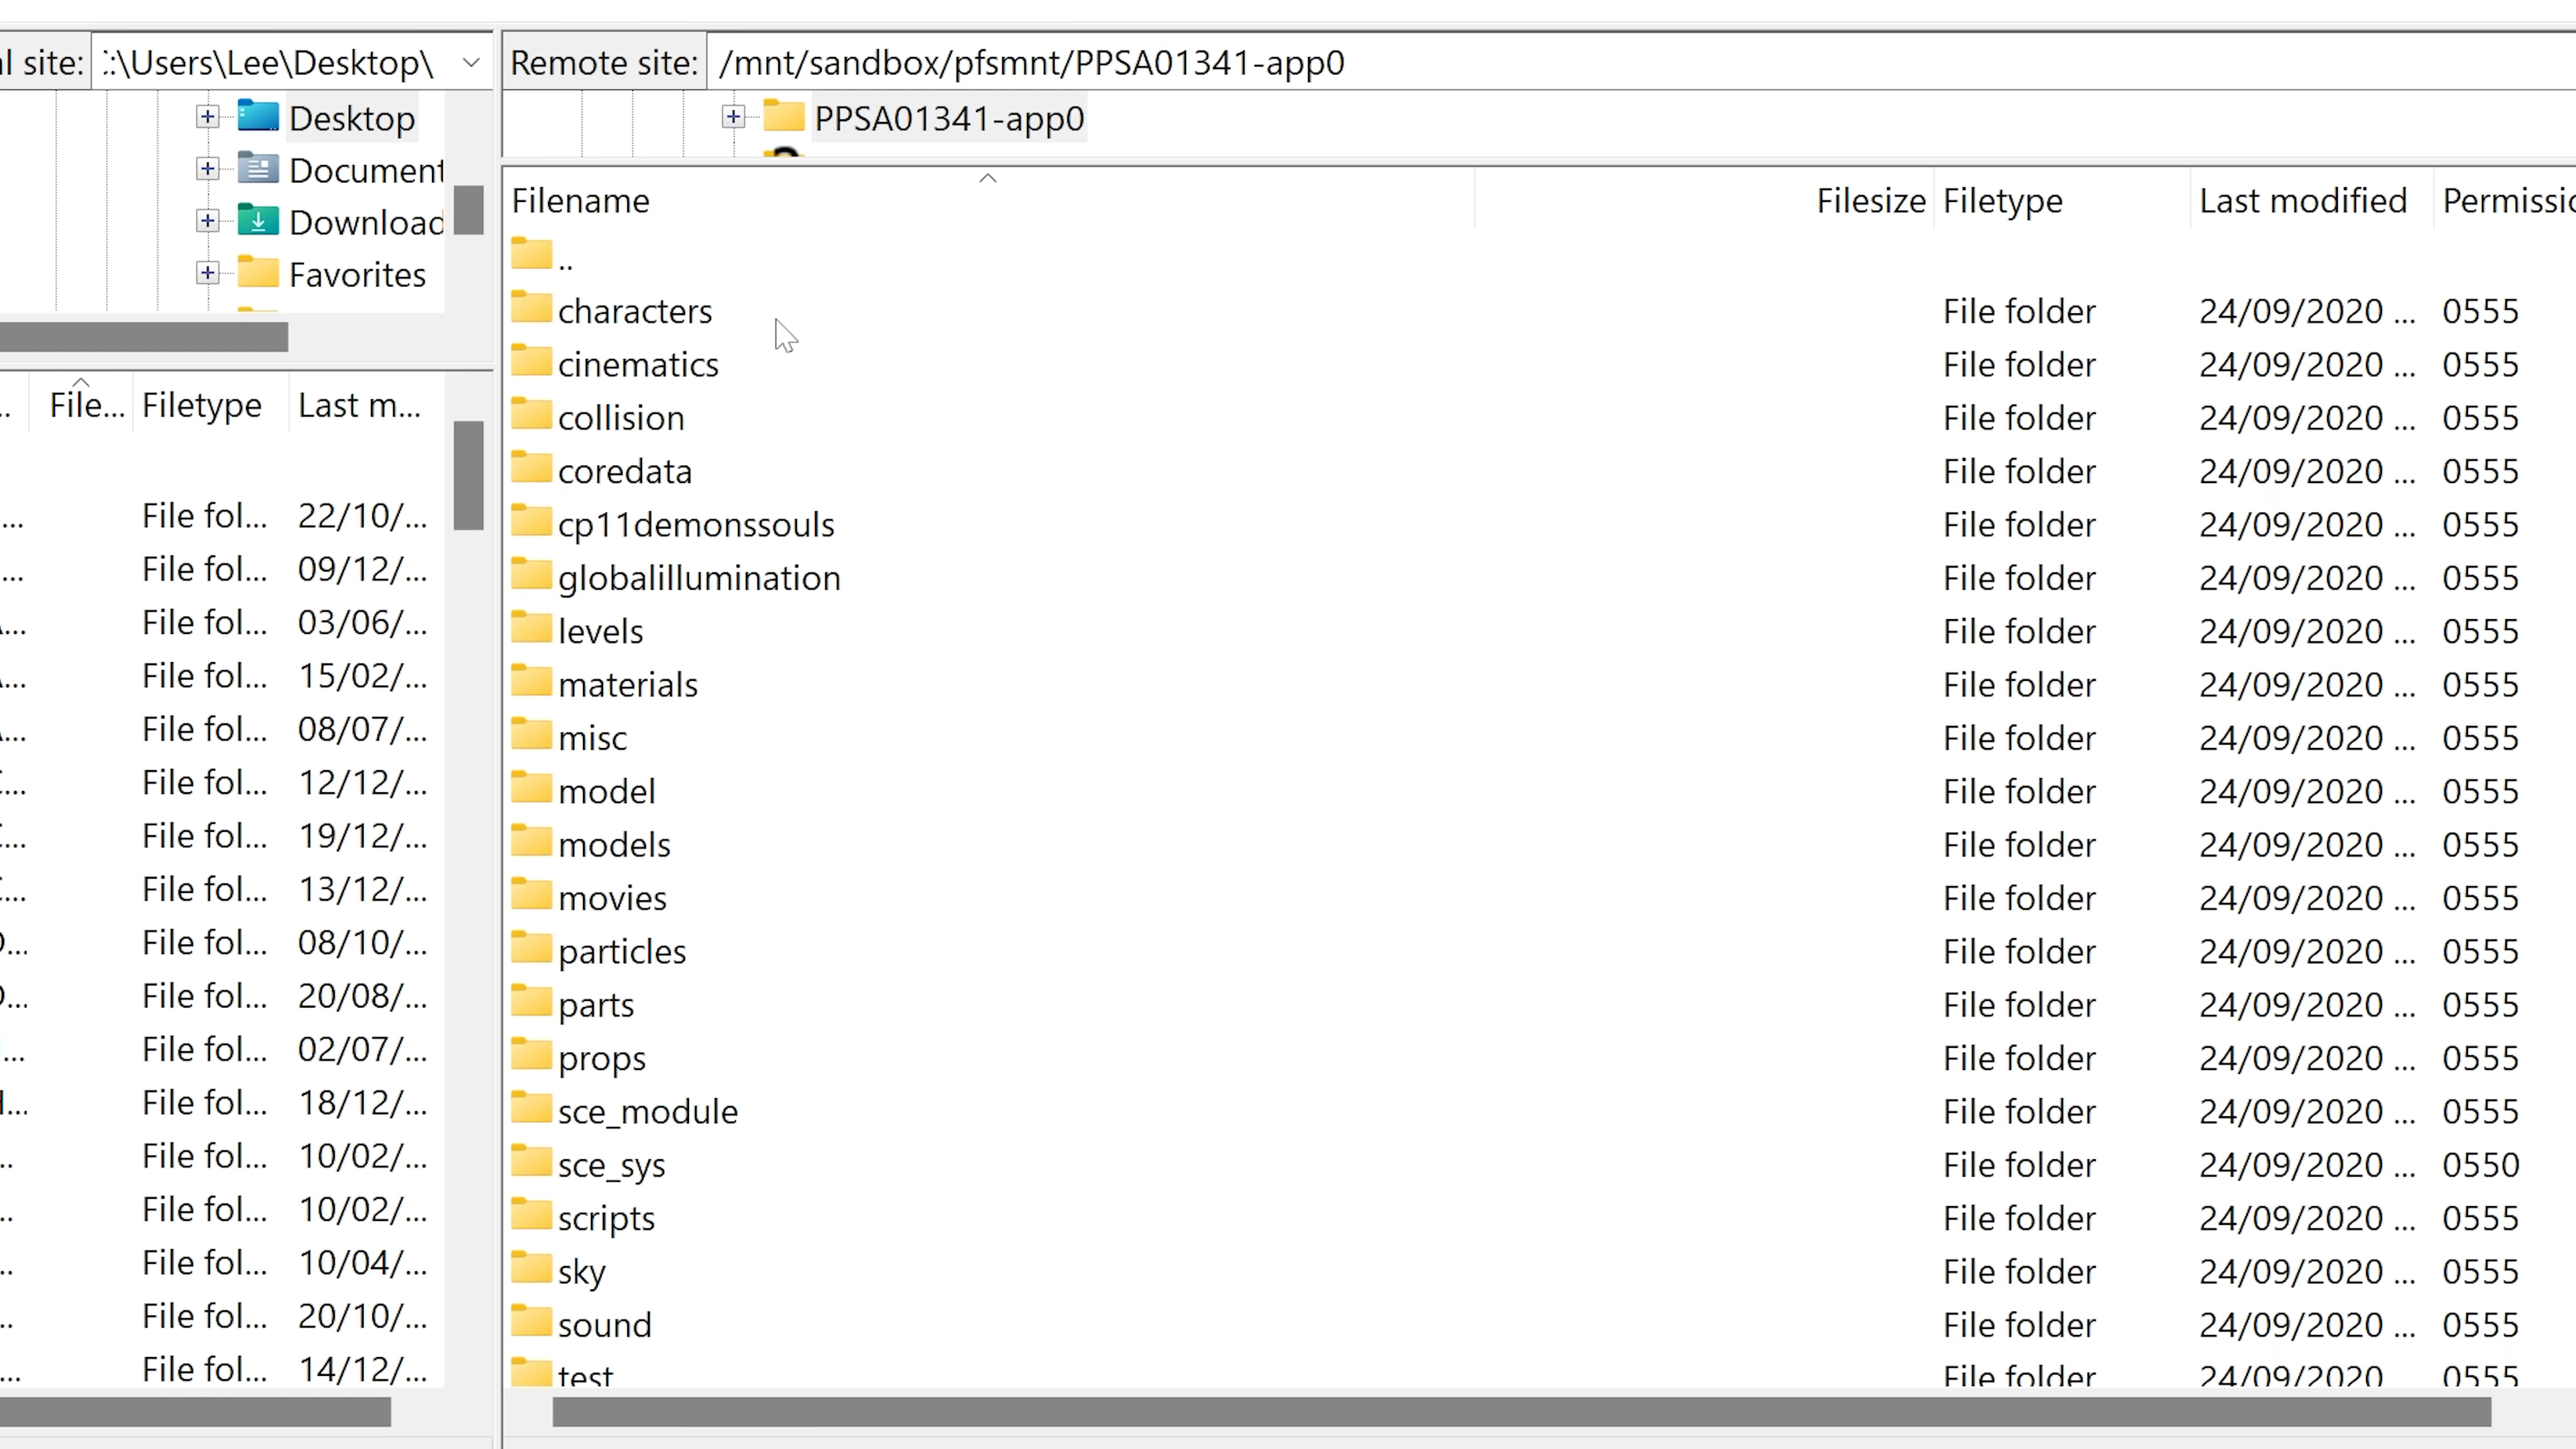 l site: :\Users\Lee\Desktop\
Desktop
Document
Download
Favorites
.. File... Filetype Last m...
... File fol... 22/10/...
... File fol... 09/12/...
... File fol... 03/06/...
... File fol... 15/02/...
... File fol... 08/07/...
... File fol... 12/12/...
... File fol... 19/12/...
... File fol... 13/12/...
... File fol... 08/10/...
... File fol... 20/08/...
... File fol... 02/07/...
... File fol... 18/12/...
.. File fol... 10/02/...
.. File fol... 10/02/...
.. File fol... 10/04/...
.. File fol... 20/10/...
... File fol... 14/12/...
Remote site: /mnt/sandbox/pfsmnt/PPSA01341-app0
PPSA01341-app0
Filename Filesize Filetype Last modified Permissio
..
characters File folder 24/09/2020 ... 0555
cinematics File folder 24/09/2020 ... 0555
collision File folder 24/09/2020 ... 0555
coredata File folder 24/09/2020 ... 0555
cp11demonssouls File folder 24/09/2020 ... 0555
globalillumination File folder 24/09/2020 ... 0555
levels File folder 24/09/2020 ... 0555
materials File folder 24/09/2020 ... 0555
misc File folder 24/09/2020 ... 0555
model File folder 24/09/2020 ... 0555
models File folder 24/09/2020 ... 0555
movies File folder 24/09/2020 ... 0555
particles File folder 24/09/2020 ... 0555
parts File folder 24/09/2020 ... 0555
props File folder 24/09/2020 ... 0555
sce_module File folder 24/09/2020 ... 0555
sce_sys File folder 24/09/2020 ... 0550
scripts File folder 24/09/2020 ... 0555
sky File folder 24/09/2020 ... 0555
sound File folder 24/09/2020 ... 0555
test File folder 24/09/2020 ... 0555